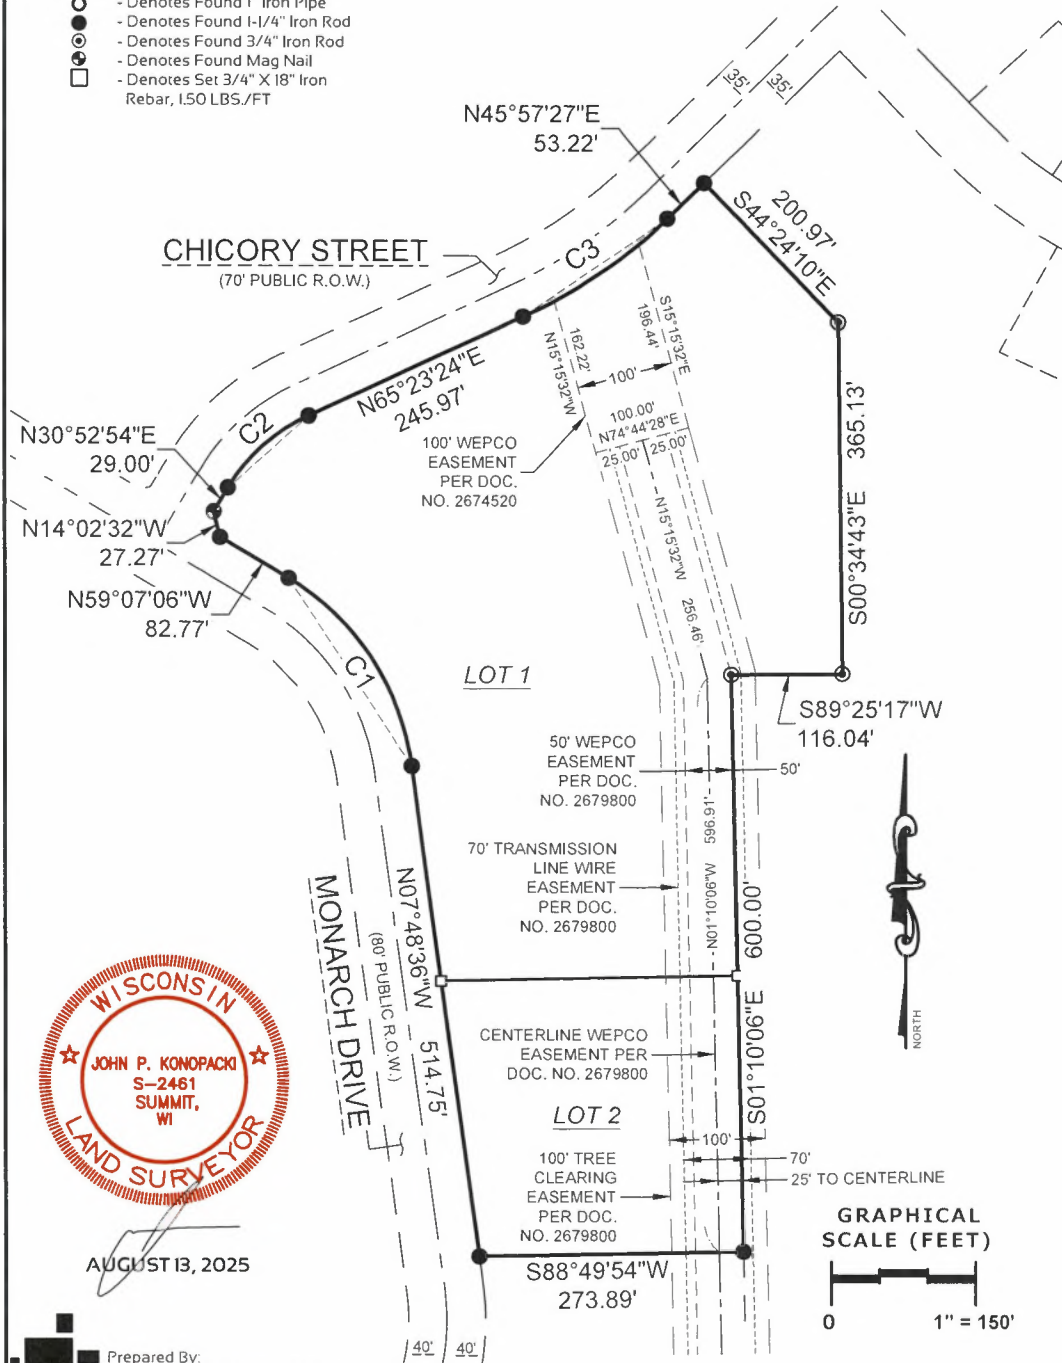 - Denotes Found 1" Iron Pipe
- Denotes Found 1-1/4" Iron Rod
- Denotes Found 3/4" Iron Rod
- Denotes Found Mag Nail
- Denotes Set 3/4" X 18" Iron
Rebar, 1.50 LBS./FT
35'
35'
N45°57'27"E
53.22'
CHICORY STREET
(70' PUBLIC R.O.W.)
C3
200.97'
S44°24'10"E
N65°23'24"E
245.97'
C2
N30°52'54"E
29.00'
N14°02'32"W
27.27'
N59°07'06"W
82.77'
C1
162.22'
N15°15'32"W
S15°15'32"E
196.44'
100'
100.00'
N74°44'28"E
25.00'
25.00'
100' WEPCO
EASEMENT
PER DOC.
NO. 2674520
N15°15'32"W 256.46'
S00°34'43"E 365.13'
LOT 1
S89°25'17"W
116.04'
50' WEPCO
EASEMENT
PER DOC.
NO. 2679800
50'
70' TRANSMISSION
LINE WIRE
EASEMENT
PER DOC.
NO. 2679800
N01°10'06"W 596.91'
S01°10'06"E 600.00'
MONARCH DRIVE
(80' PUBLIC R.O.W.)
N07°48'36"W 514.75'
NORTH
CENTERLINE WEPCO
EASEMENT PER
DOC. NO. 2679800
LOT 2
100'
100' TREE
CLEARING
EASEMENT
PER DOC.
NO. 2679800
70'
25' TO CENTERLINE
S88°49'54"W
273.89'
WISCONSIN
JOHN P. KONOPACKI
S-2461
SUMMIT,
WI
LAND SURVEYOR
AUGUST 13, 2025
GRAPHICAL
SCALE (FEET)
0 1" = 150'
40'
40'
Prepared By: